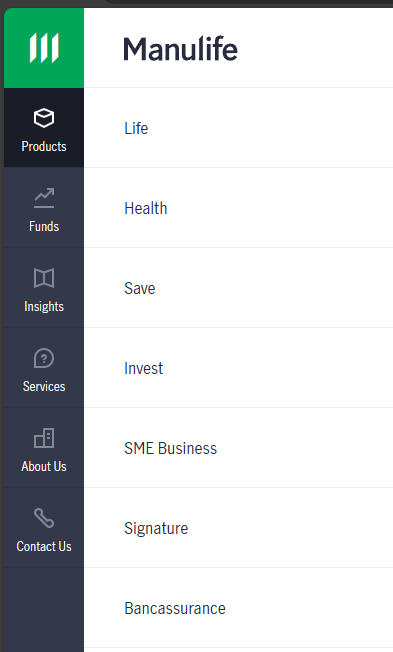 Manulife
Products
Funds
Insights
Services
About Us
Contact Us
Life
Health
Save
Invest
SME Business
Signature
Bancassurance